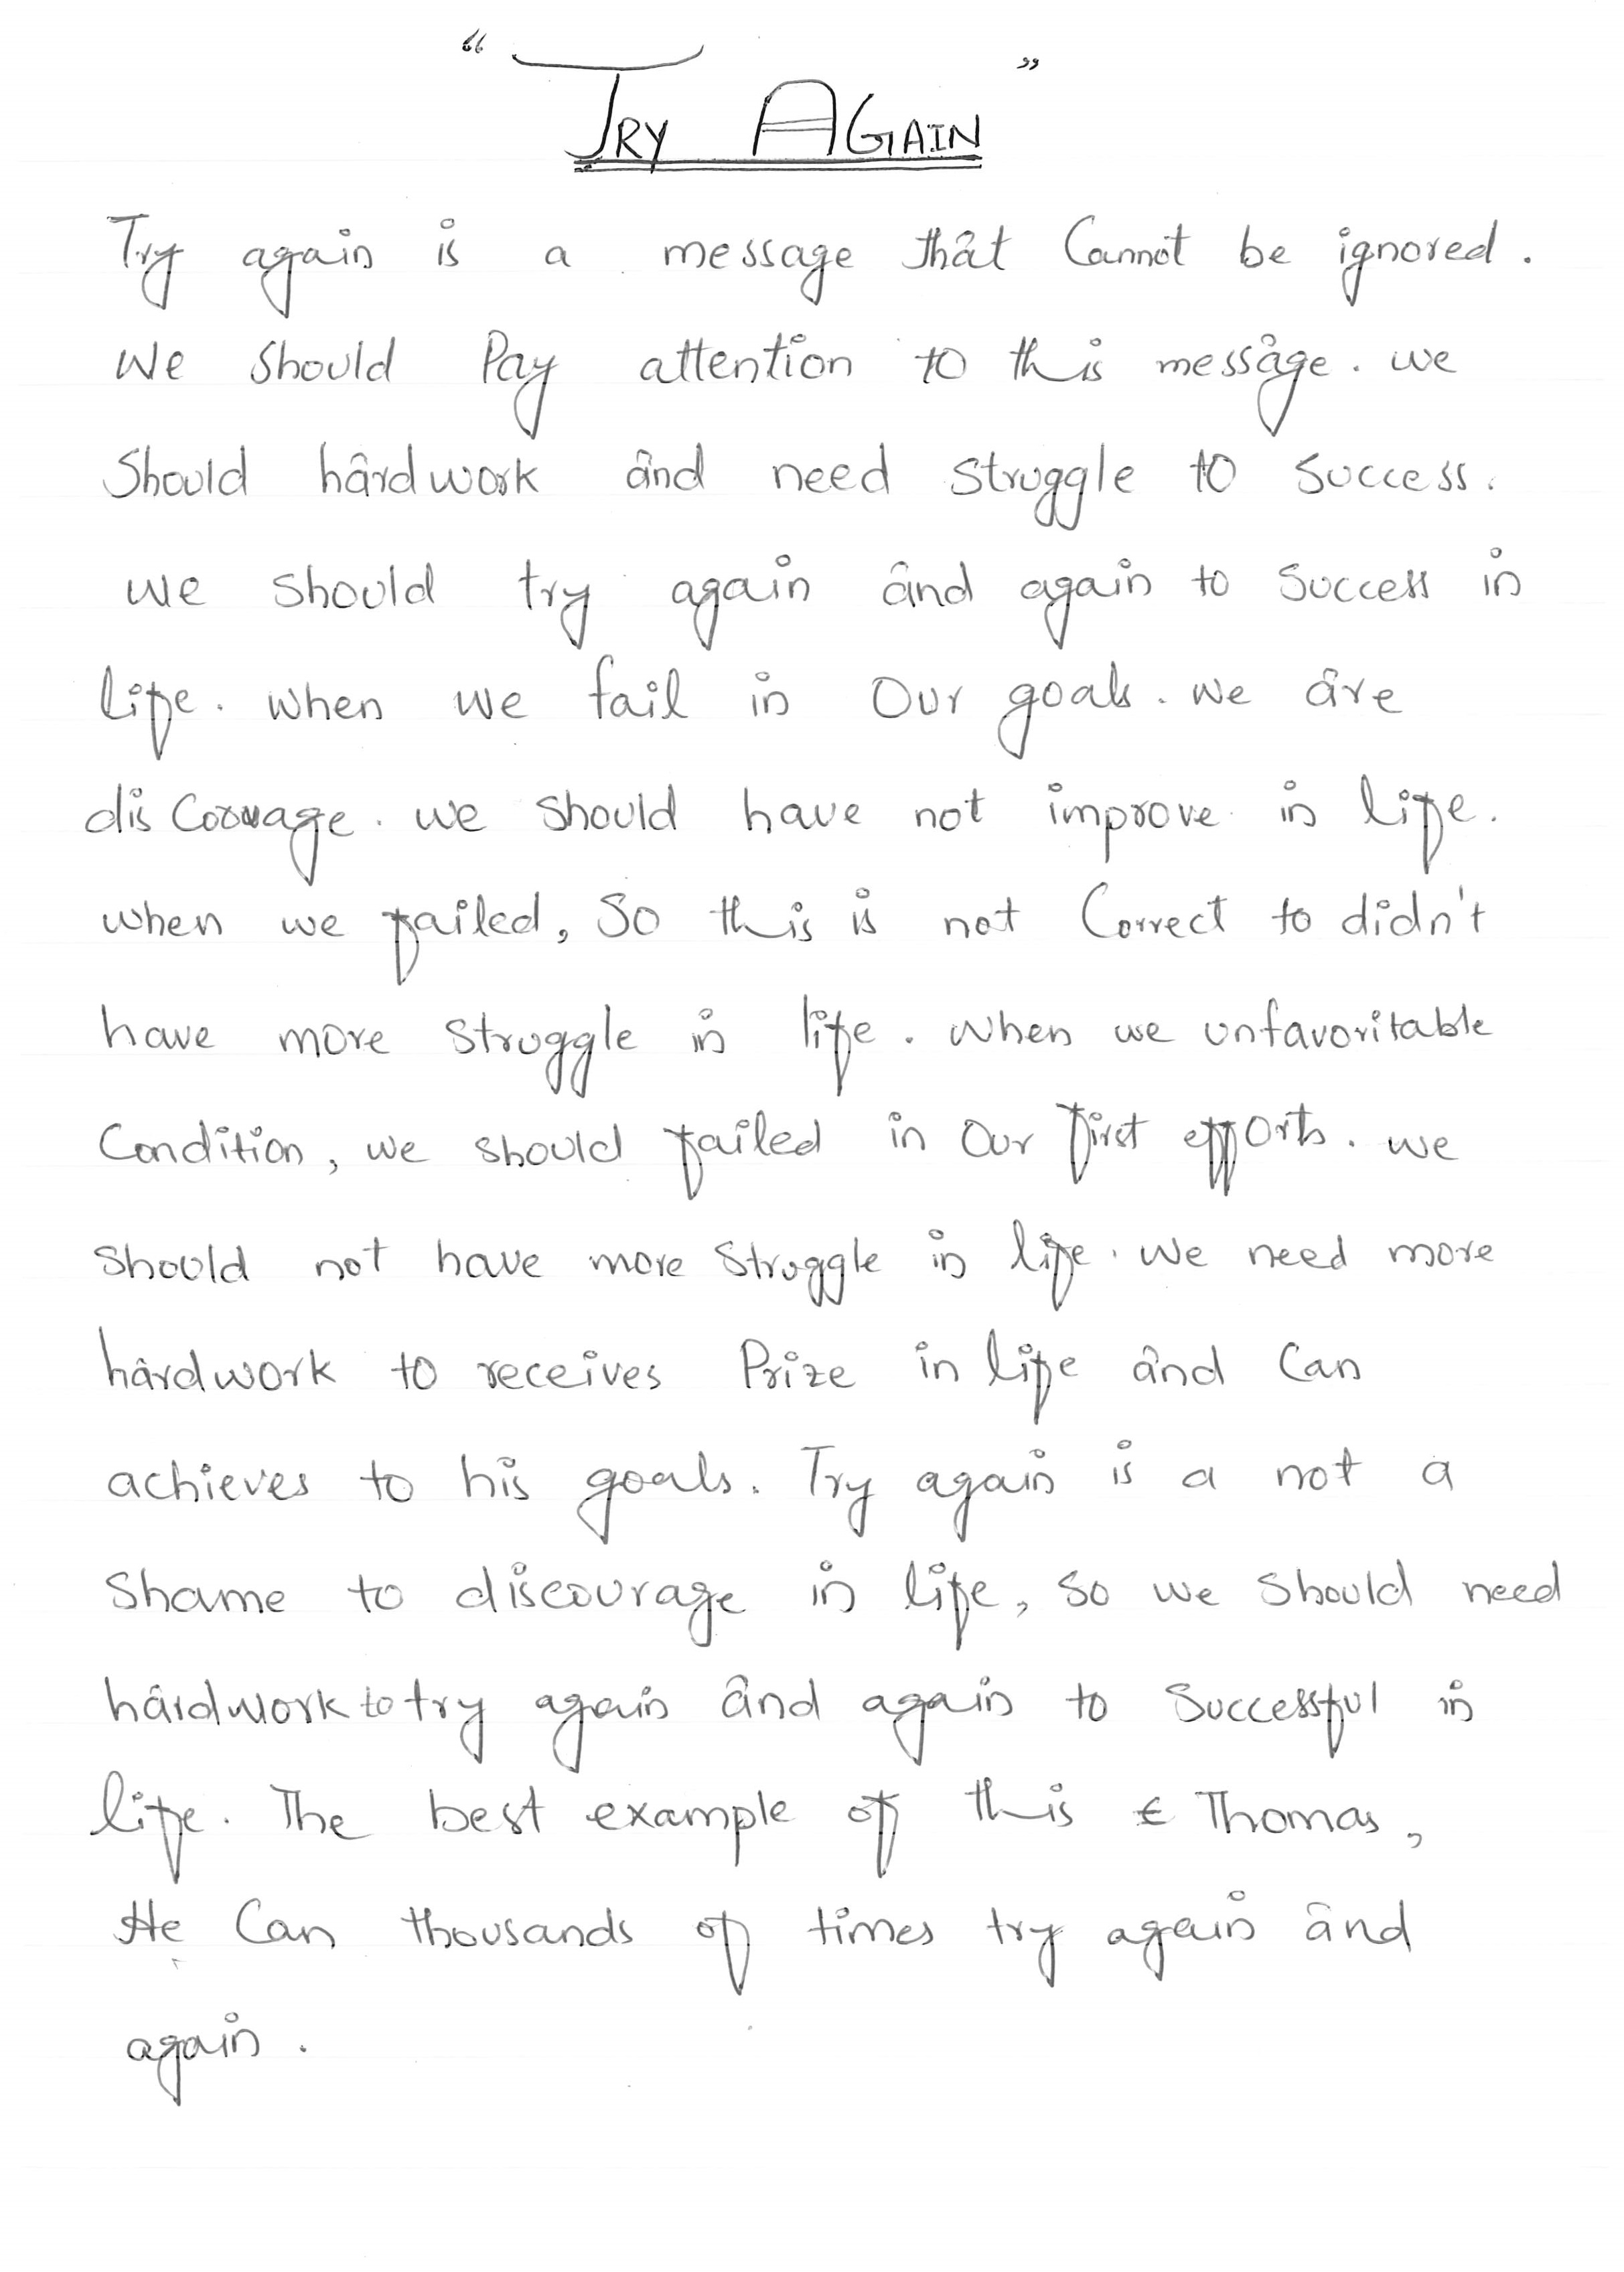 “ TRY AGAIN ”
Try again is a message that Cannot be ignored.
We should Pay attention to this message. we
Should hardwork and need struggle to success.
we should try again and again to success in
life. when we fail in Our goals. we are
dis Coorage. we should have not improve in life.
when we failed, So this is not Correct to didn't
have more struggle in life. when we unfavoritable
Condition, we should failed in Our first efforts. we
should not have more struggle in life. we need more
hardwork to receives Prize in life and Can
achieves to his goals. Try again is a not a
Shame to discourage in life, so we should need
hardwork to try again and again to successful in
life. The best example of this Thomas,
He Can thousands of times try again and
again.